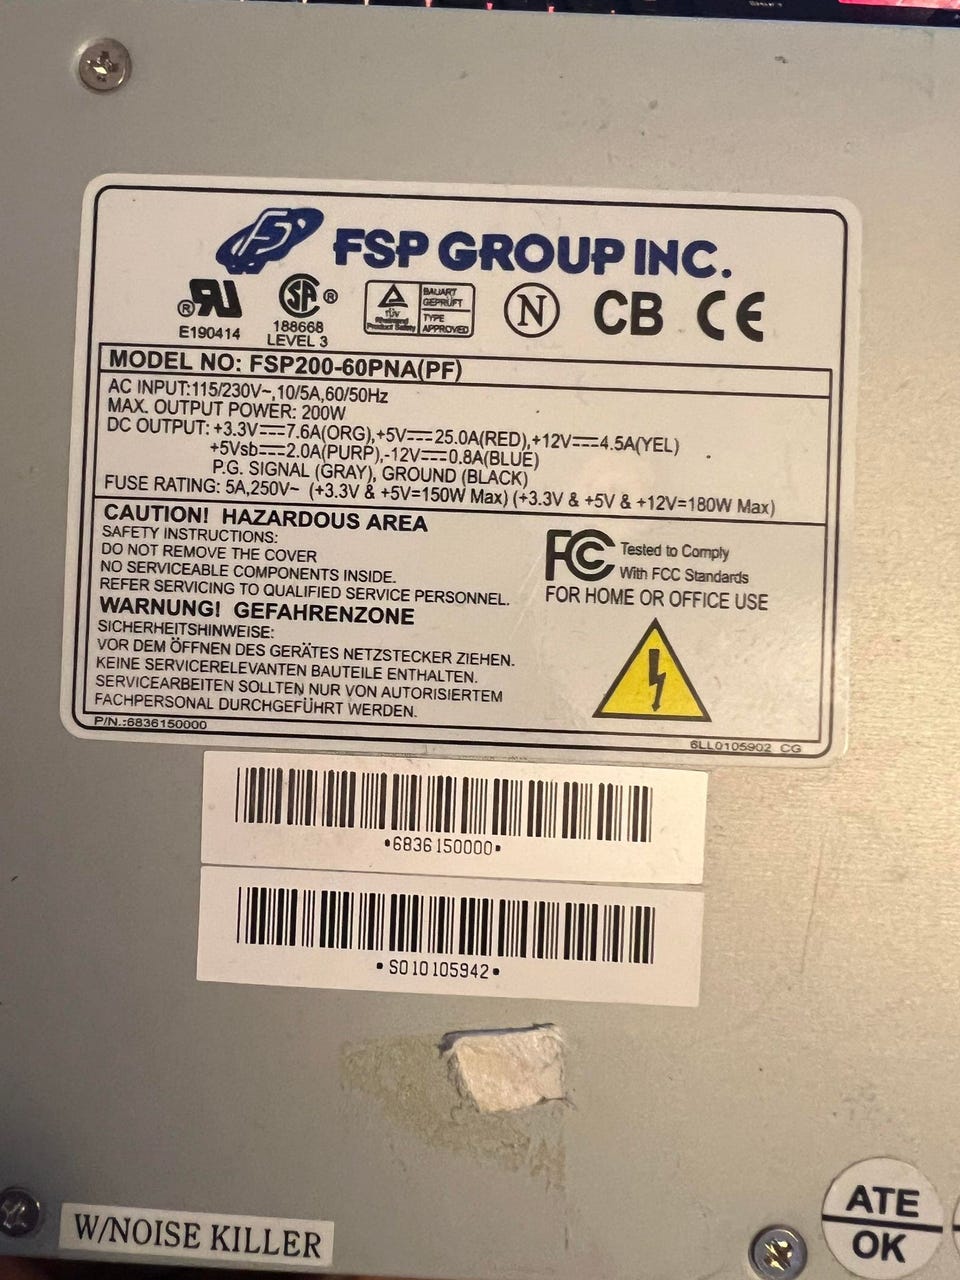 FSP GROUP INC.
E190414
SA ®
188668
LEVEL 3
TÜV
Rheinland
Product Safety
BAUART
GEPRÜFT
TYPE
APPROVED
N
CB CE
MODEL NO: FSP200-60PNA(PF)
AC INPUT:115/230V~,10/5A,60/50Hz
MAX. OUTPUT POWER: 200W
DC OUTPUT: +3.3V⎓7.6A(ORG),+5V⎓25.0A(RED),+12V⎓4.5A(YEL)
+5Vsb⎓2.0A(PURP),-12V⎓0.8A(BLUE)
P.G. SIGNAL (GRAY), GROUND (BLACK)
FUSE RATING: 5A,250V~ (+3.3V & +5V=150W Max) (+3.3V & +5V & +12V=180W Max)
CAUTION! HAZARDOUS AREA
SAFETY INSTRUCTIONS:
DO NOT REMOVE THE COVER
NO SERVICEABLE COMPONENTS INSIDE.
REFER SERVICING TO QUALIFIED SERVICE PERSONNEL.
FCC Tested to Comply
With FCC Standards
FOR HOME OR OFFICE USE
WARNUNG! GEFAHRENZONE
SICHERHEITSHINWEISE:
VOR DEM ÖFFNEN DES GERÄTES NETZSTECKER ZIEHEN.
KEINE SERVICERELEVANTEN BAUTEILE ENTHALTEN.
SERVICEARBEITEN SOLLTEN NUR VON AUTORISIERTEM
FACHPERSONAL DURCHGEFÜHRT WERDEN.
P/N.:6836150000
6LL0105902 CG
*6836150000*
*S010105942*
W/NOISE KILLER
ATE
OK